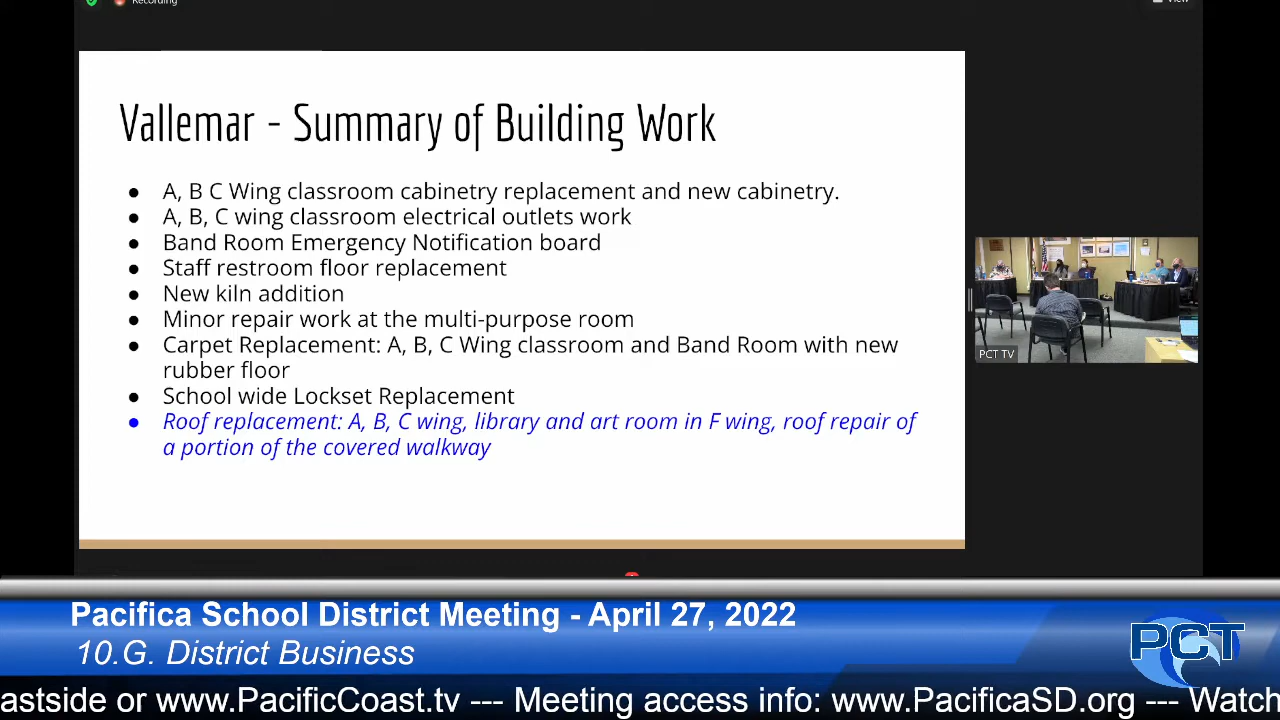 Recording
View
Vallemar - Summary of Building Work
● A, B C Wing classroom cabinetry replacement and new cabinetry.
● A, B, C wing classroom electrical outlets work
● Band Room Emergency Notification board
● Staff restroom floor replacement
● New kiln addition
● Minor repair work at the multi-purpose room
● Carpet Replacement: A, B, C Wing classroom and Band Room with new
rubber floor
● School wide Lockset Replacement
● Roof replacement: A, B, C wing, library and art room in F wing, roof repair of
a portion of the covered walkway
PCT TV
Pacifica School District Meeting - April 27, 2022
10.G. District Business
PCT
astside or www.PacificCoast.tv --- Meeting access info: www.PacificaSD.org --- Watch